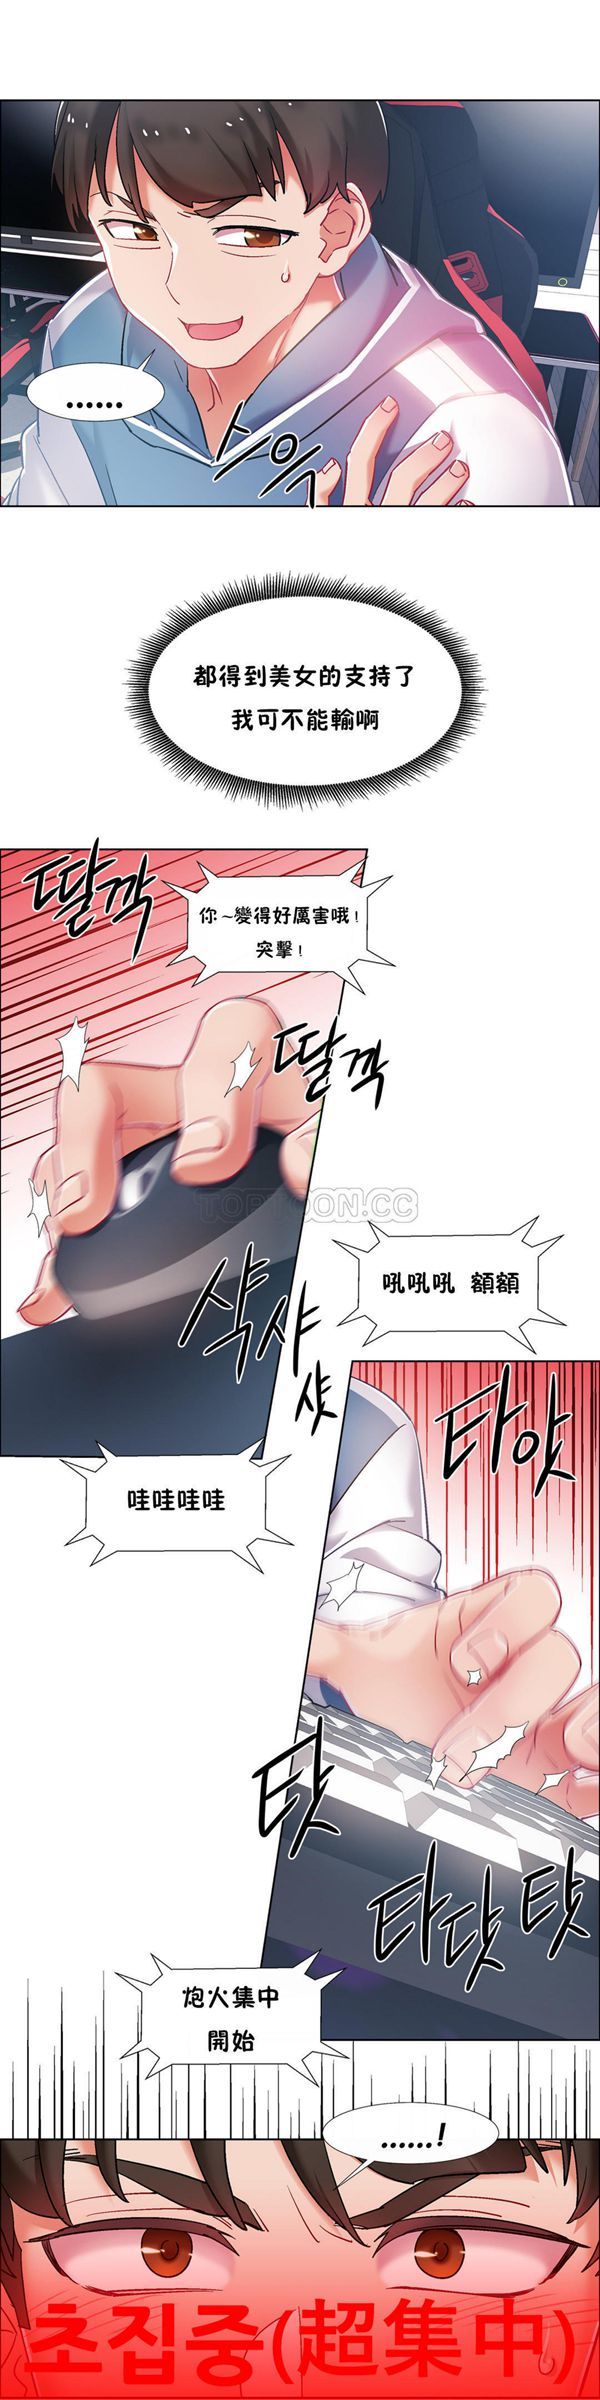 ......
스윽
都得到美女的支持了
我可不能輸啊
딸깍
你~變得好厲害哦!
突擊!
딸깍
TOPTOON.CC
吼吼吼 額額
샥샤
샷
타앗
哇哇哇哇
탓
타닷탓
炮火集中
開始
......!
초집중(超集中)